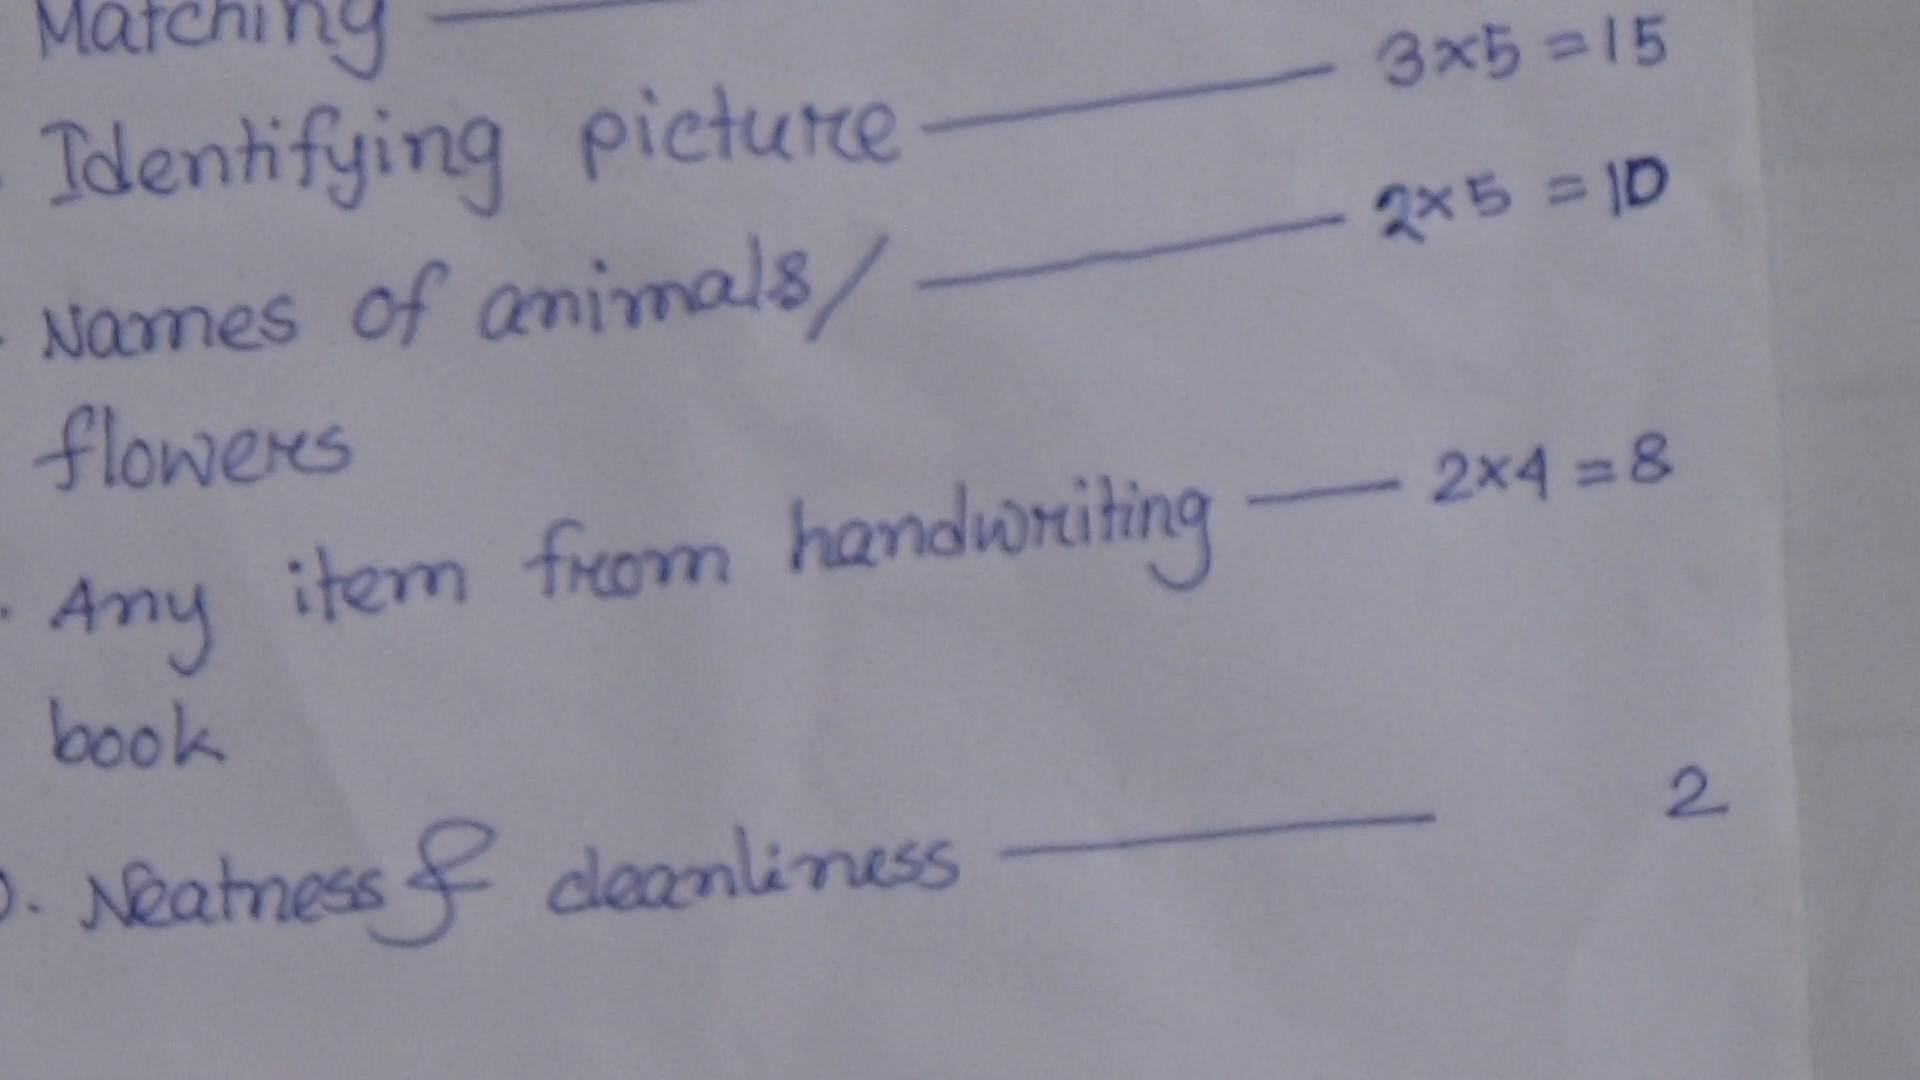 Matching ———
Identifying picture ——— 3x5 = 15
Names of animals/ ——— 2x5 = 10
flowers
. Any item from handwriting —— 2x4 = 8
book
. Neatness & cleanliness ——— 2